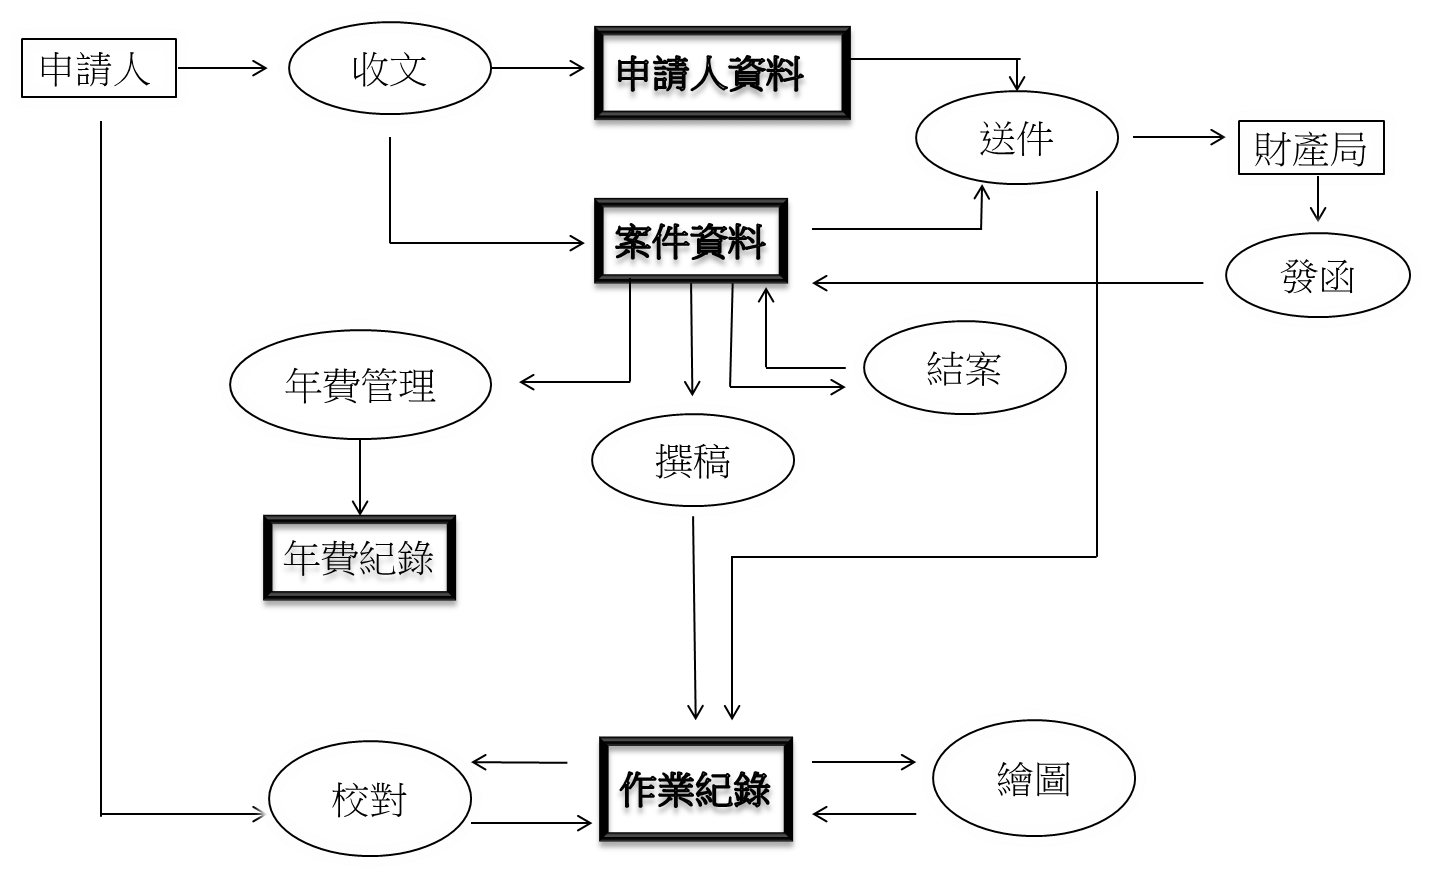 申請人
收文
申請人資料
送件
財產局
案件資料
發函
年費管理
結案
撰稿
年費紀錄
校對
作業紀錄
繪圖